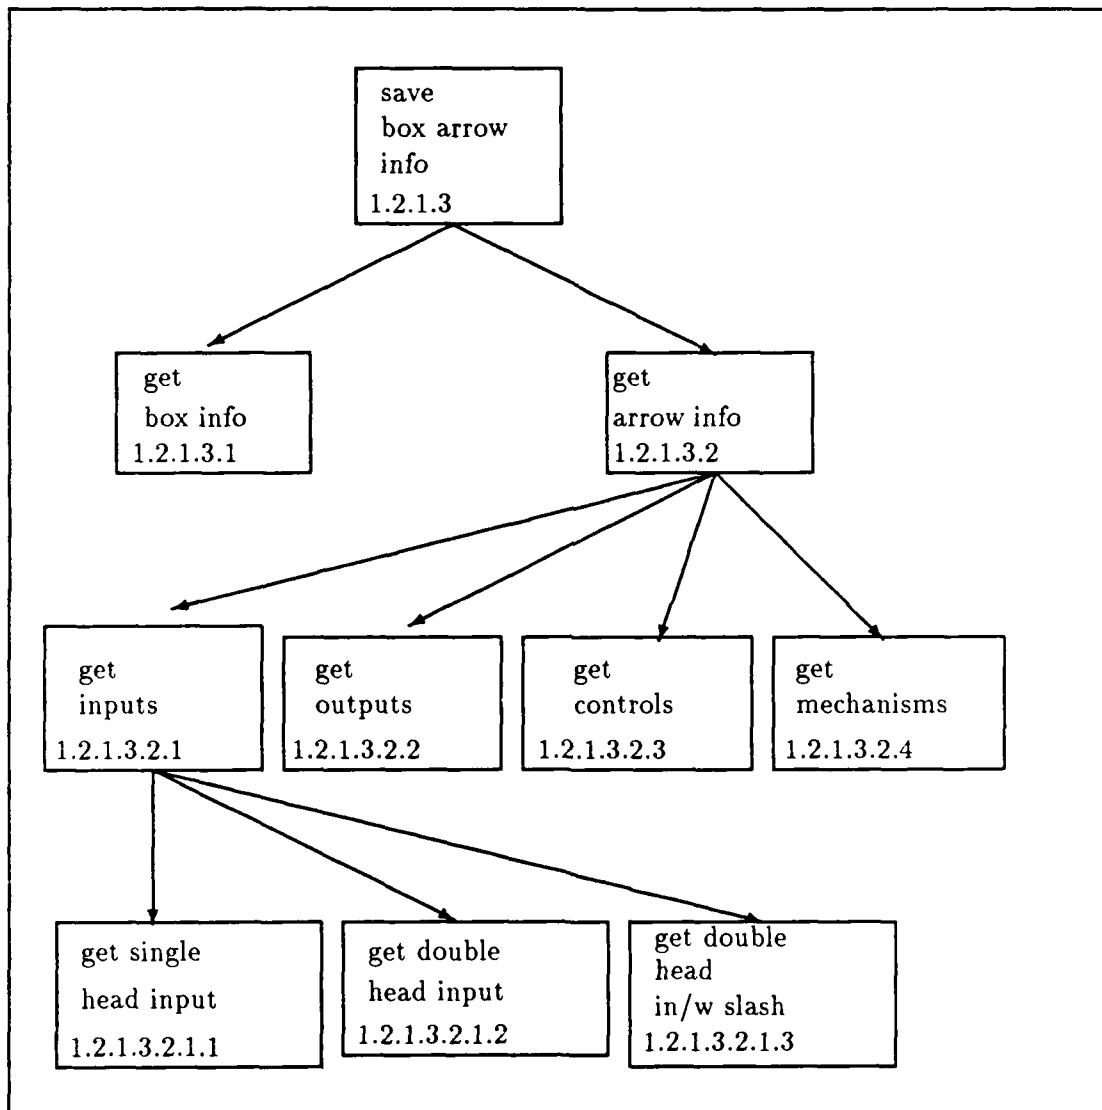 save
box arrow
info
1.2.1.3
get
box info
1.2.1.3.1
get
arrow info
1.2.1.3.2
get
inputs
1.2.1.3.2.1
get
outputs
1.2.1.3.2.2
get
controls
1.2.1.3.2.3
get
mechanisms
1.2.1.3.2.4
get single
head input
1.2.1.3.2.1.1
get double
head input
1.2.1.3.2.1.2
get double
head
in/w slash
1.2.1.3.2.1.3